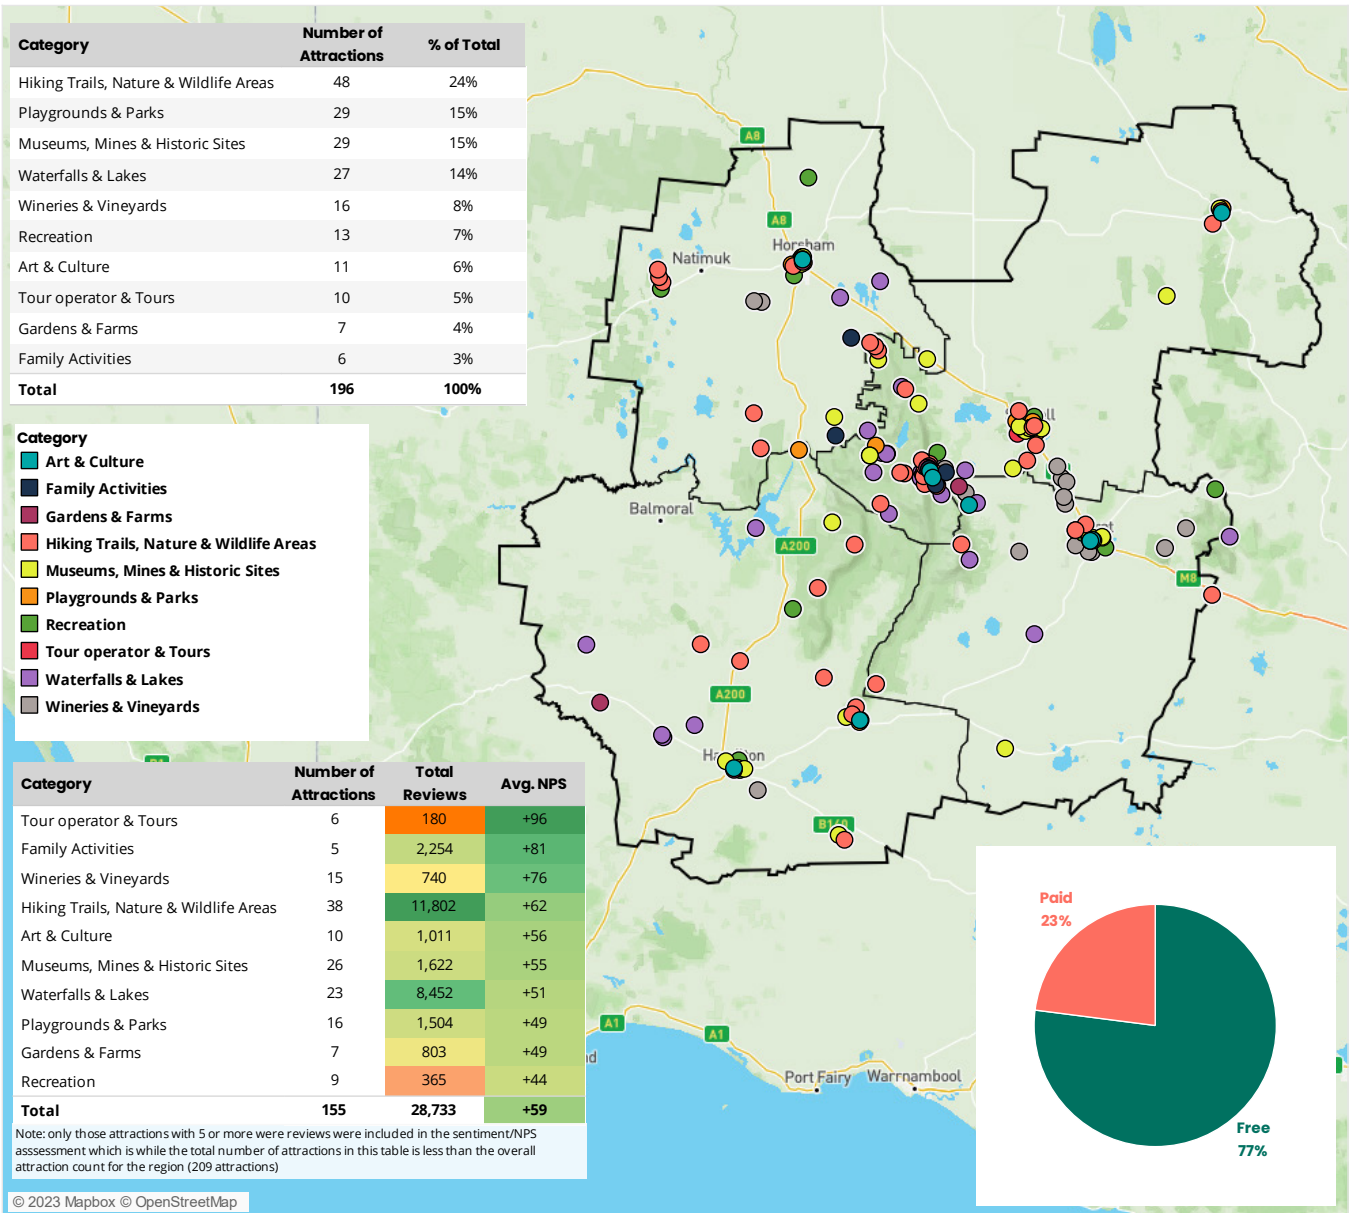 Category Number of Attractions % of Total
Hiking Trails, Nature & Wildlife Areas 48 24%
Playgrounds & Parks 29 15%
Museums, Mines & Historic Sites 29 15%
Waterfalls & Lakes 27 14%
Wineries & Vineyards 16 8%
Recreation 13 7%
Art & Culture 11 6%
Tour operator & Tours 10 5%
Gardens & Farms 7 4%
Family Activities 6 3%
Total 196 100%
Category
Art & Culture
Family Activities
Gardens & Farms
Hiking Trails, Nature & Wildlife Areas
Museums, Mines & Historic Sites
Playgrounds & Parks
Recreation
Tour operator & Tours
Waterfalls & Lakes
Wineries & Vineyards
A8
A8
Horsham
Natimuk
Balmoral
A200
M8
A200
A1
A1
Port Fairy
Warrnambool
Category Number of Attractions Total Reviews Avg. NPS
Tour operator & Tours 6 180 +96
Family Activities 5 2,254 +81
Wineries & Vineyards 15 740 +76
Hiking Trails, Nature & Wildlife Areas 38 11,802 +62
Art & Culture 10 1,011 +56
Museums, Mines & Historic Sites 26 1,622 +55
Waterfalls & Lakes 23 8,452 +51
Playgrounds & Parks 16 1,504 +49
Gardens & Farms 7 803 +49
Recreation 9 365 +44
Total 155 28,733 +59
Note: only those attractions with 5 or more were reviews were included in the sentiment/NPS
asssessment which is while the total number of attractions in this table is less than the overall
attraction count for the region (209 attractions)
Paid
23%
Free
77%
© 2023 Mapbox © OpenStreetMap